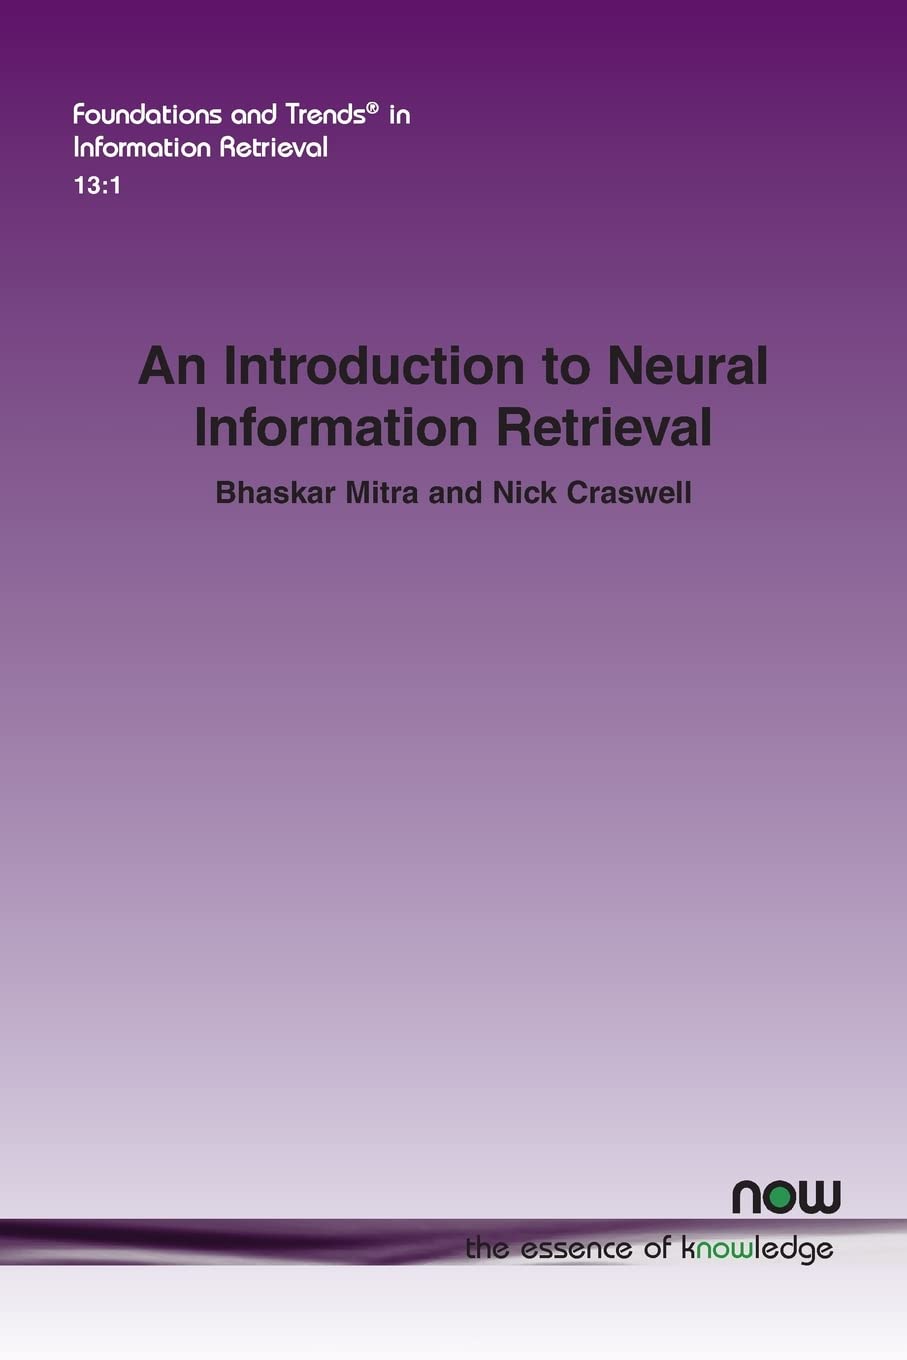 Foundations and Trends® in
Information Retrieval
13:1
An Introduction to Neural
Information Retrieval
Bhaskar Mitra and Nick Craswell
now
the essence of knowledge